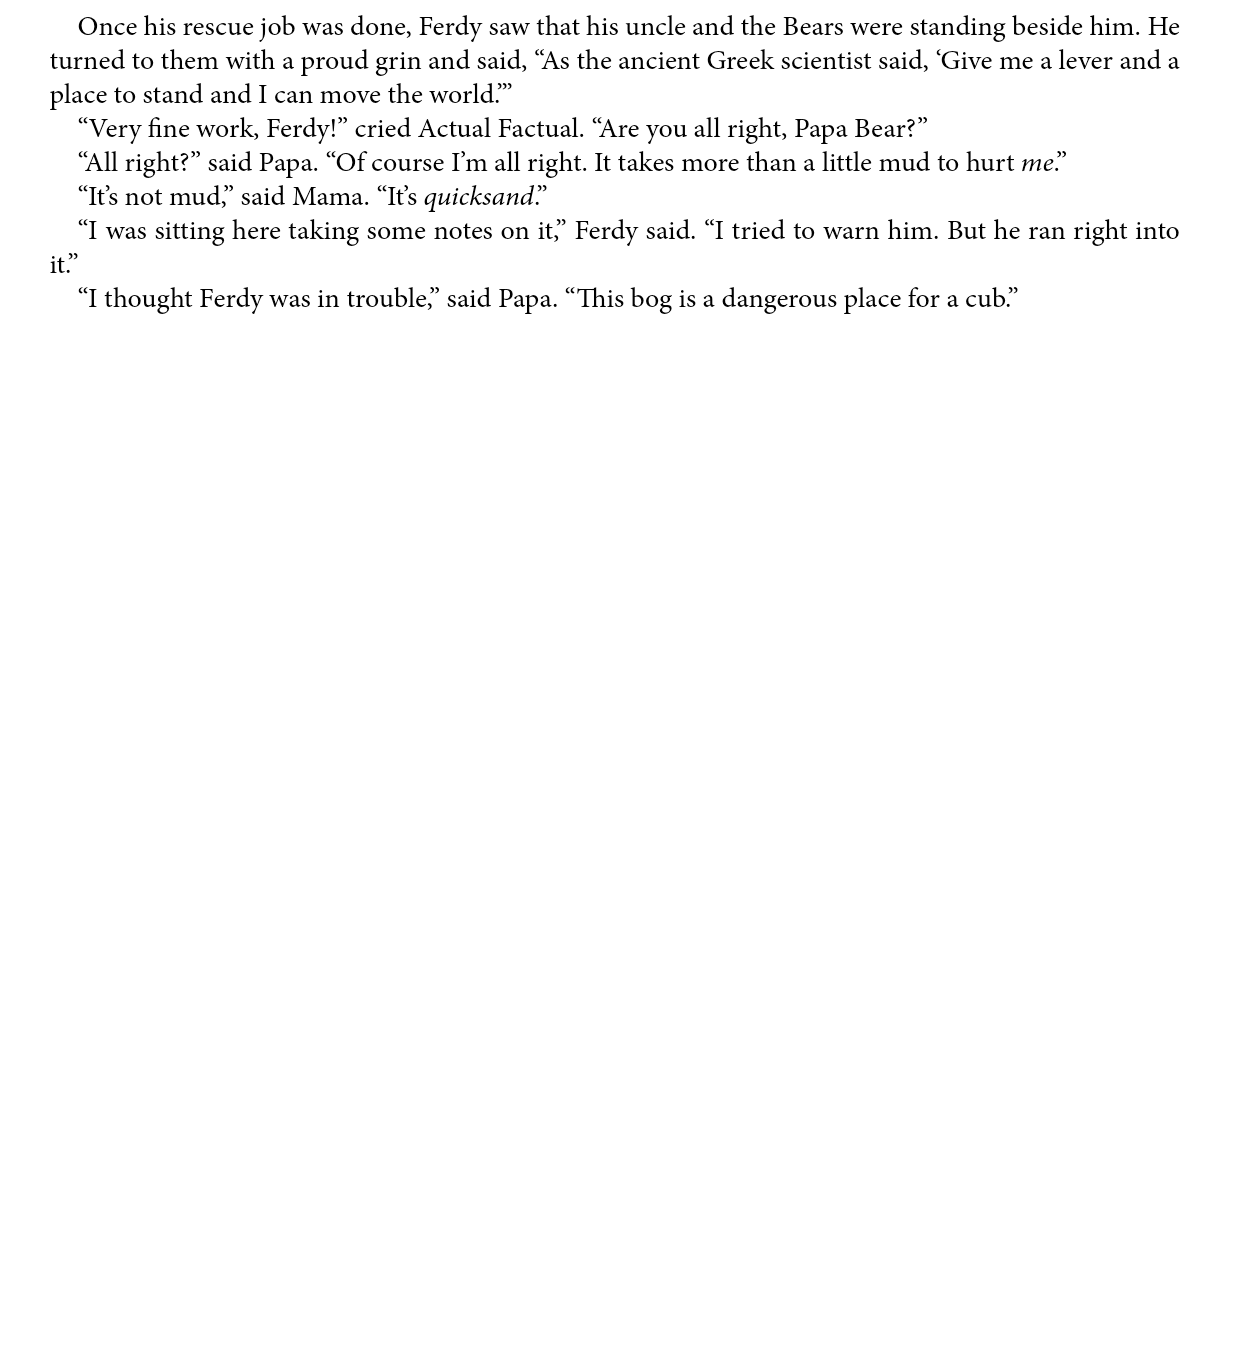 Once his rescue job was done, Ferdy saw that his uncle and the Bears were standing beside him. He
turned to them with a proud grin and said, “As the ancient Greek scientist said, ‘Give me a lever and a
place to stand and I can move the world.’”
“Very fine work, Ferdy!” cried Actual Factual. “Are you all right, Papa Bear?”
“All right?” said Papa. “Of course I’m all right. It takes more than a little mud to hurt me.”
“It’s not mud,” said Mama. “It’s quicksand.”
“I was sitting here taking some notes on it,” Ferdy said. “I tried to warn him. But he ran right into
it.”
“I thought Ferdy was in trouble,” said Papa. “This bog is a dangerous place for a cub.”